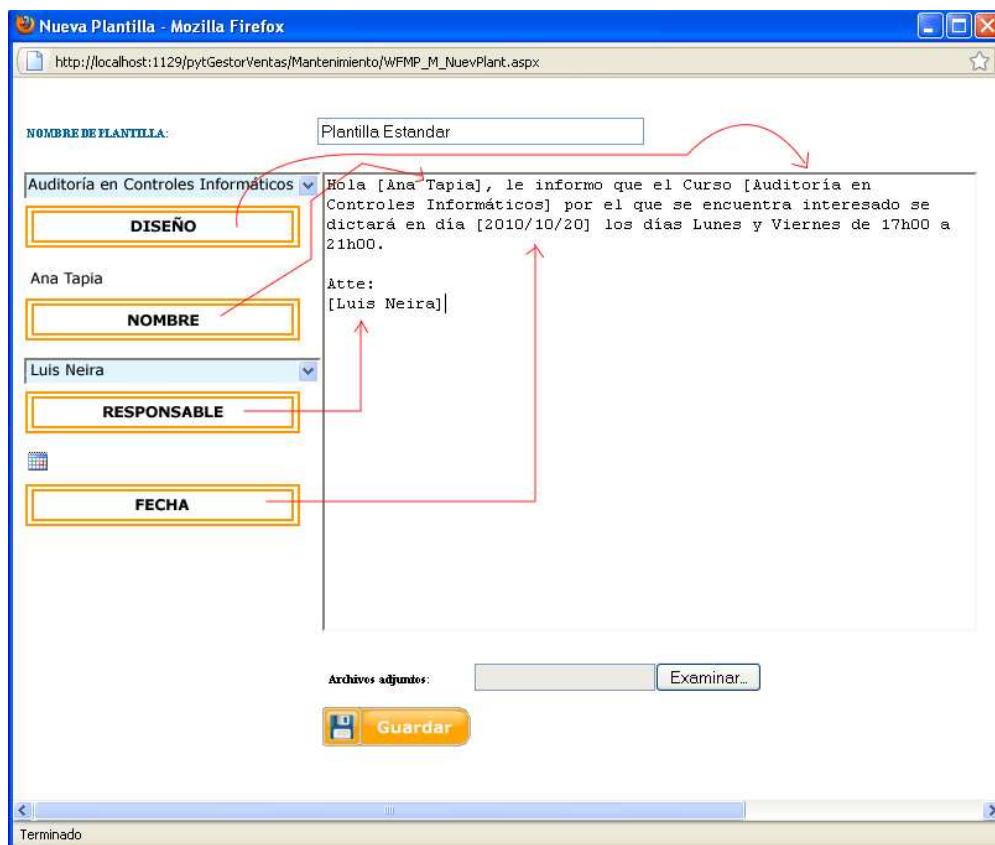 Nueva Plantilla - Mozilla Firefox
http://localhost:1129/pytGestorVentas/Mantenimiento/WFMP_M_NuevPlant.aspx
NOMBRE DE PLANTILLA:
Plantilla Estandar
Auditoría en Controles Informáticos
DISEÑO
Ana Tapia
NOMBRE
Luis Neira
RESPONSABLE
FECHA
Hola [Ana Tapia], le informo que el Curso [Auditoría en
Controles Informáticos] por el que se encuentra interesado se
dictará en día [2010/10/20] los días Lunes y Viernes de 17h00 a
21h00.
Atte:
[Luis Neira]
Archivos adjuntos:
Examinar...
Guardar
Terminado